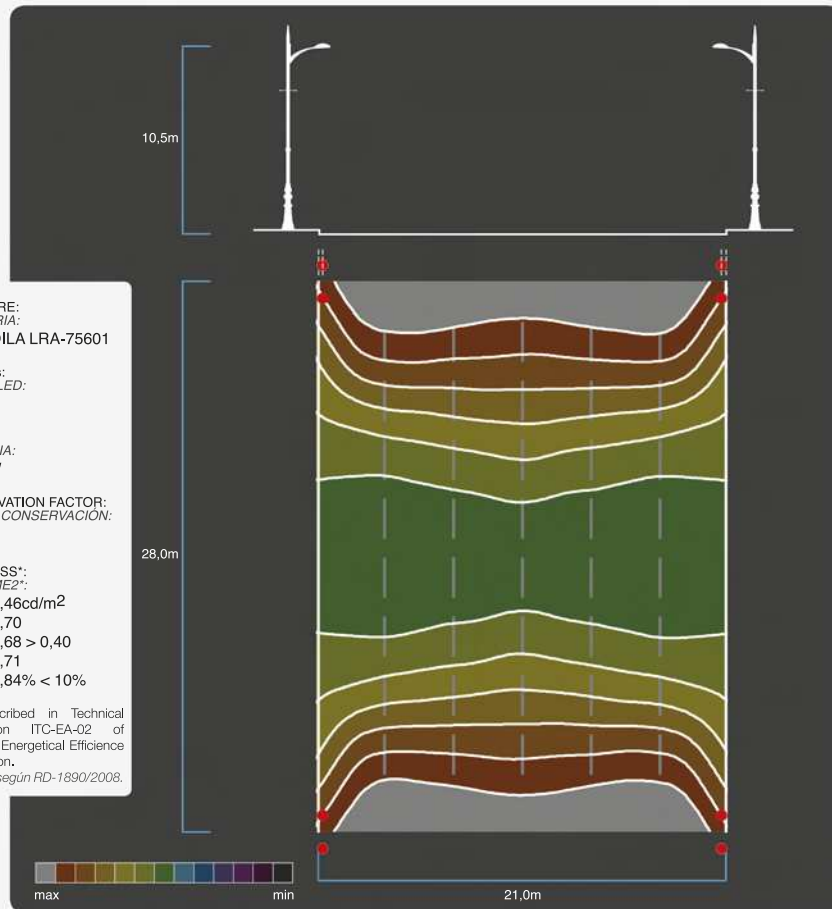 10,5m
RE:
RIA:
DILA LRA-75601
s:
LED:
IA:
VATION FACTOR:
CONSERVACIÓN:
28,0m
SS*:
ME2*:
,46cd/m2
,70
,68 > 0,40
,71
,84% < 10%
cribed in Technical
on ITC-EA-02 of
Energetical Efficience
on.
según RD-1890/2008.
max
min
21,0m